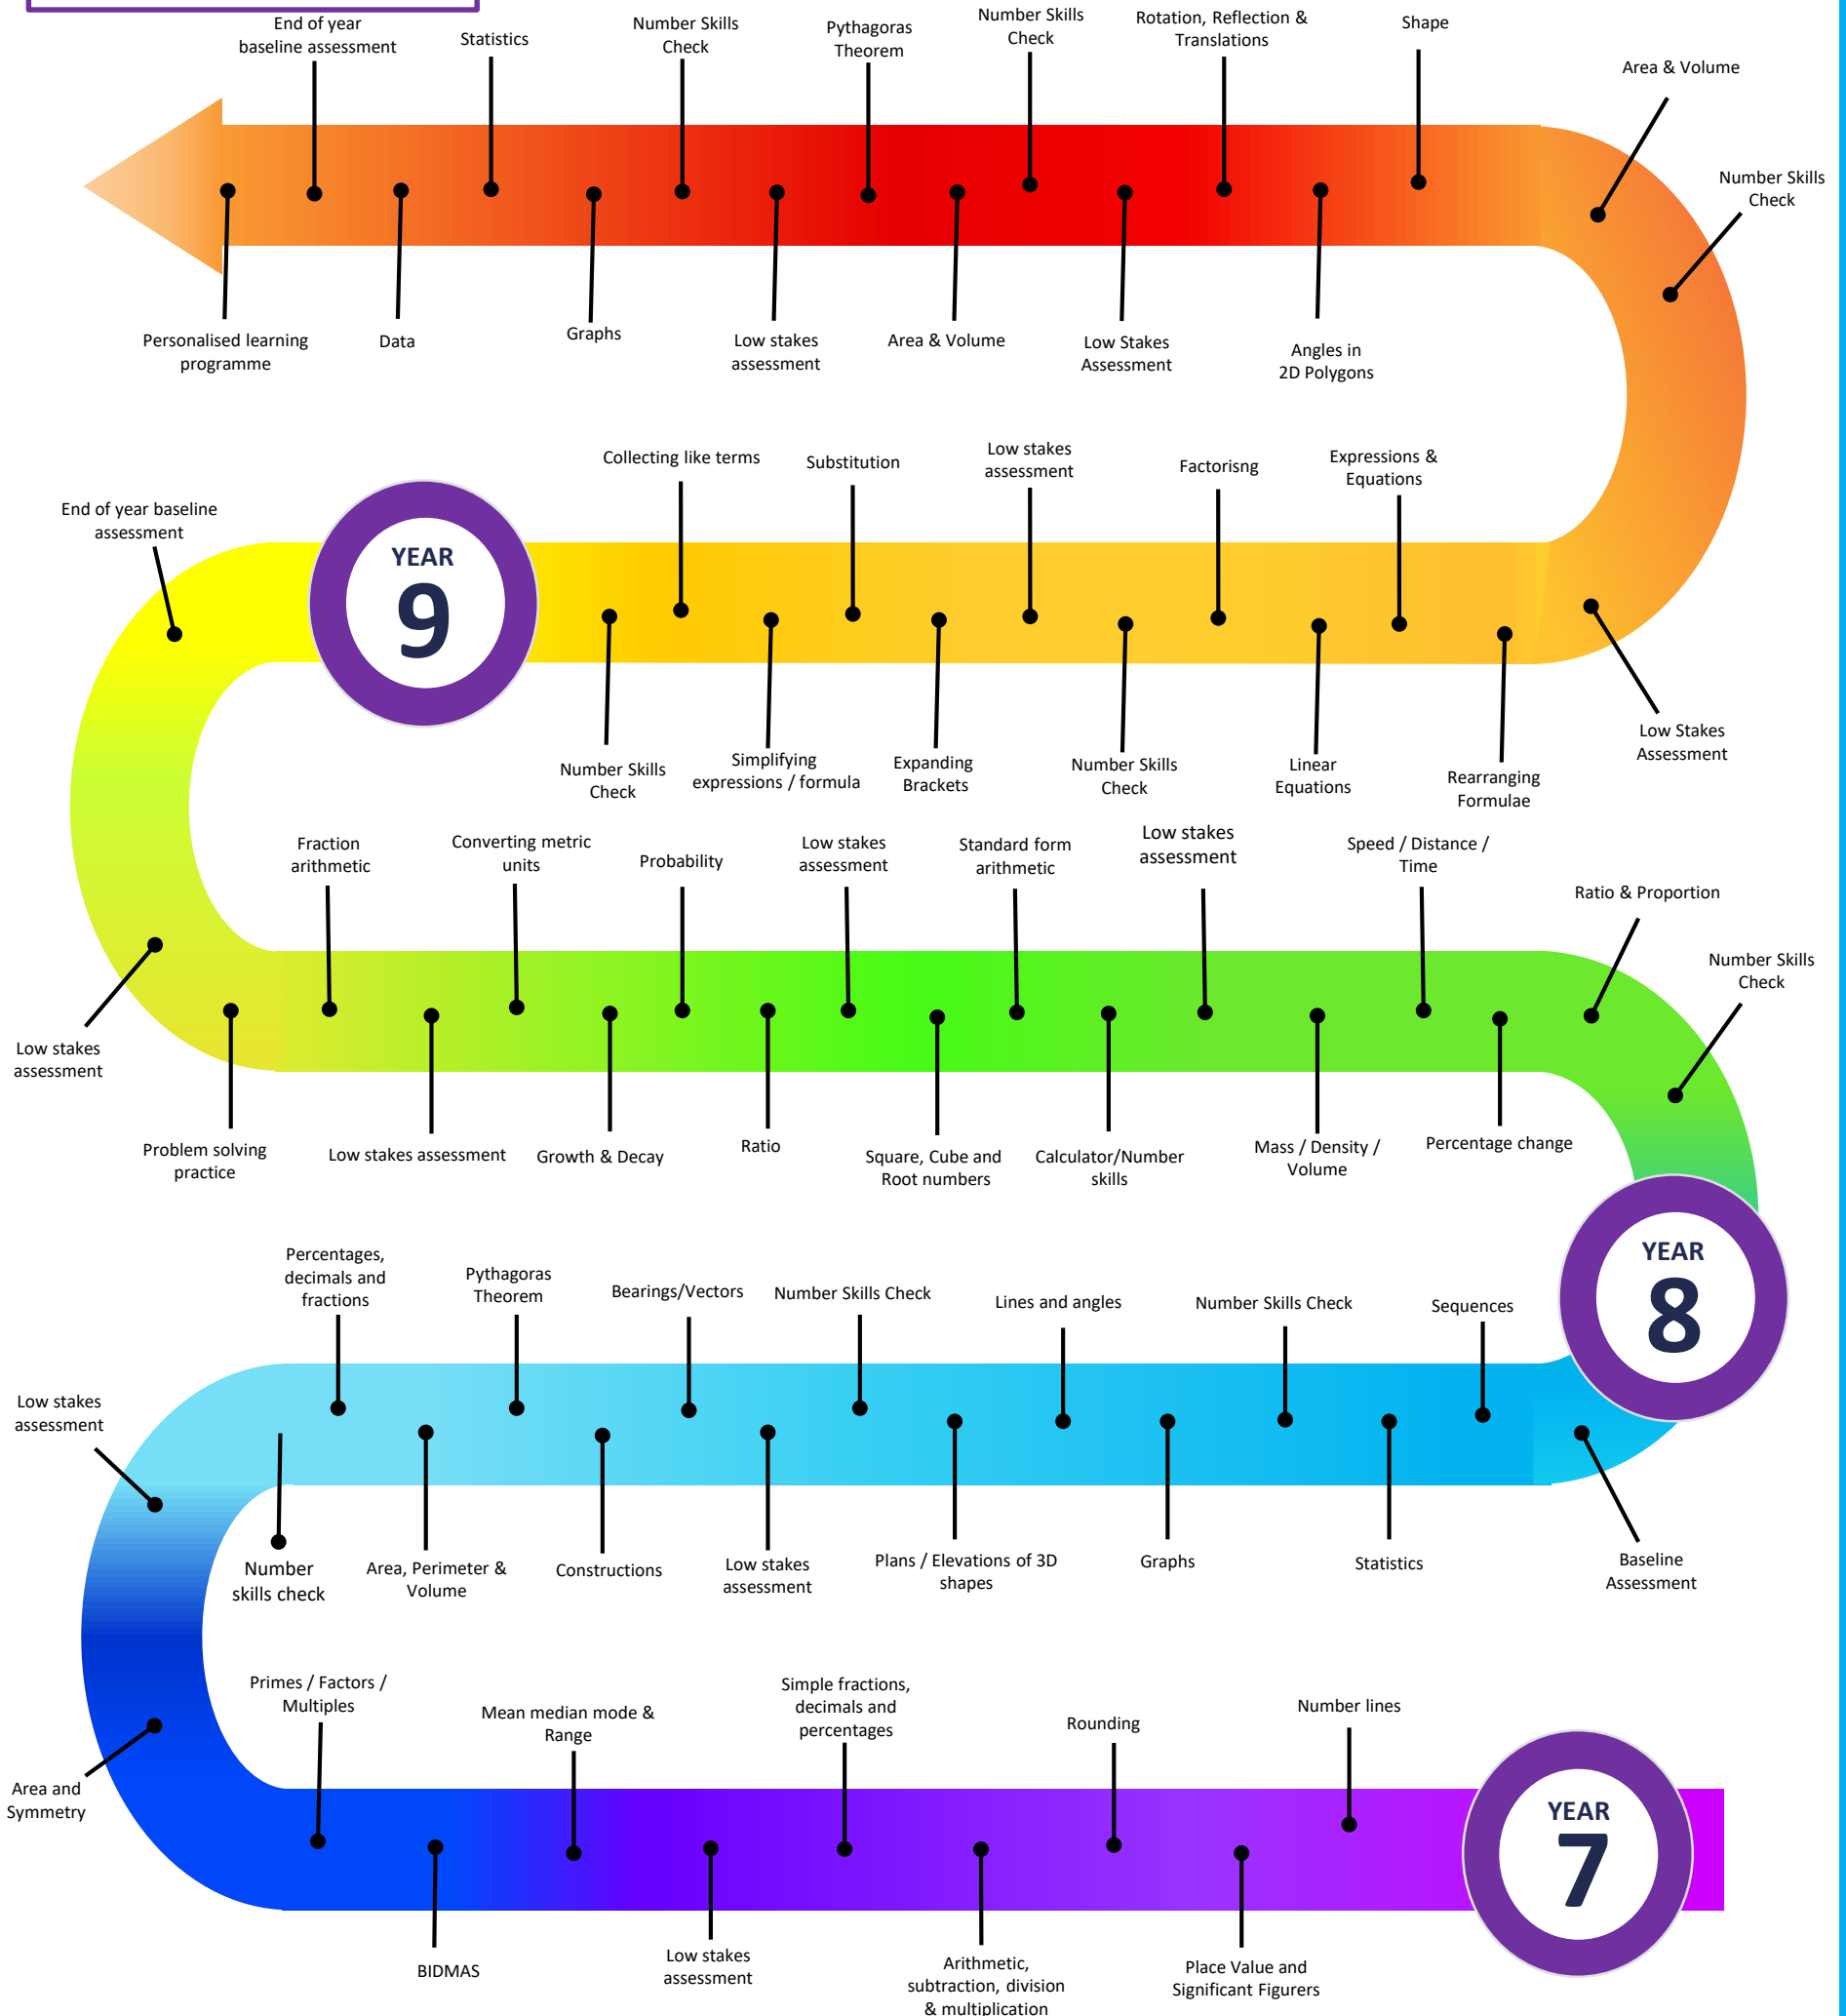 End of year
baseline assessment
Statistics
Number Skills
Check
Pythagoras
Theorem
Number Skills
Check
Rotation, Reflection &
Translations
Shape
Area & Volume
Number Skills
Check
Personalised learning
programme
Data
Graphs
Low stakes
assessment
Area & Volume
Low Stakes
Assessment
Angles in
2D Polygons
End of year baseline
assessment
YEAR
9
Collecting like terms
Substitution
Low stakes
assessment
Factorisng
Expressions &
Equations
Number Skills
Check
Simplifying
expressions / formula
Expanding
Brackets
Number Skills
Check
Linear
Equations
Rearranging
Formulae
Low Stakes
Assessment
Fraction
arithmetic
Converting metric
units
Probability
Low stakes
assessment
Standard form
arithmetic
Low stakes
assessment
Speed / Distance /
Time
Ratio & Proportion
Number Skills
Check
Low stakes
assessment
Problem solving
practice
Low stakes assessment
Growth & Decay
Ratio
Square, Cube and
Root numbers
Calculator/Number
skills
Mass / Density /
Volume
Percentage change
YEAR
8
Percentages,
decimals and
fractions
Pythagoras
Theorem
Bearings/Vectors
Number Skills Check
Lines and angles
Number Skills Check
Sequences
Low stakes
assessment
Number
skills check
Area, Perimeter &
Volume
Constructions
Low stakes
assessment
Plans / Elevations of 3D
shapes
Graphs
Statistics
Baseline
Assessment
Primes / Factors /
Multiples
Mean median mode &
Range
Simple fractions,
decimals and
percentages
Rounding
Number lines
Area and
Symmetry
YEAR
7
BIDMAS
Low stakes
assessment
Arithmetic,
subtraction, division
& multiplication
Place Value and
Significant Figurers